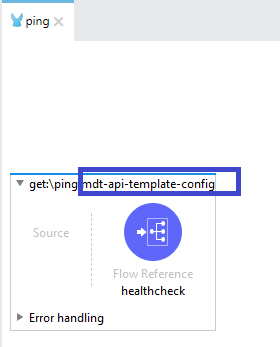 ping
get:\ping:mdt-api-template-config
Source
Flow Reference
healthcheck
Error handling